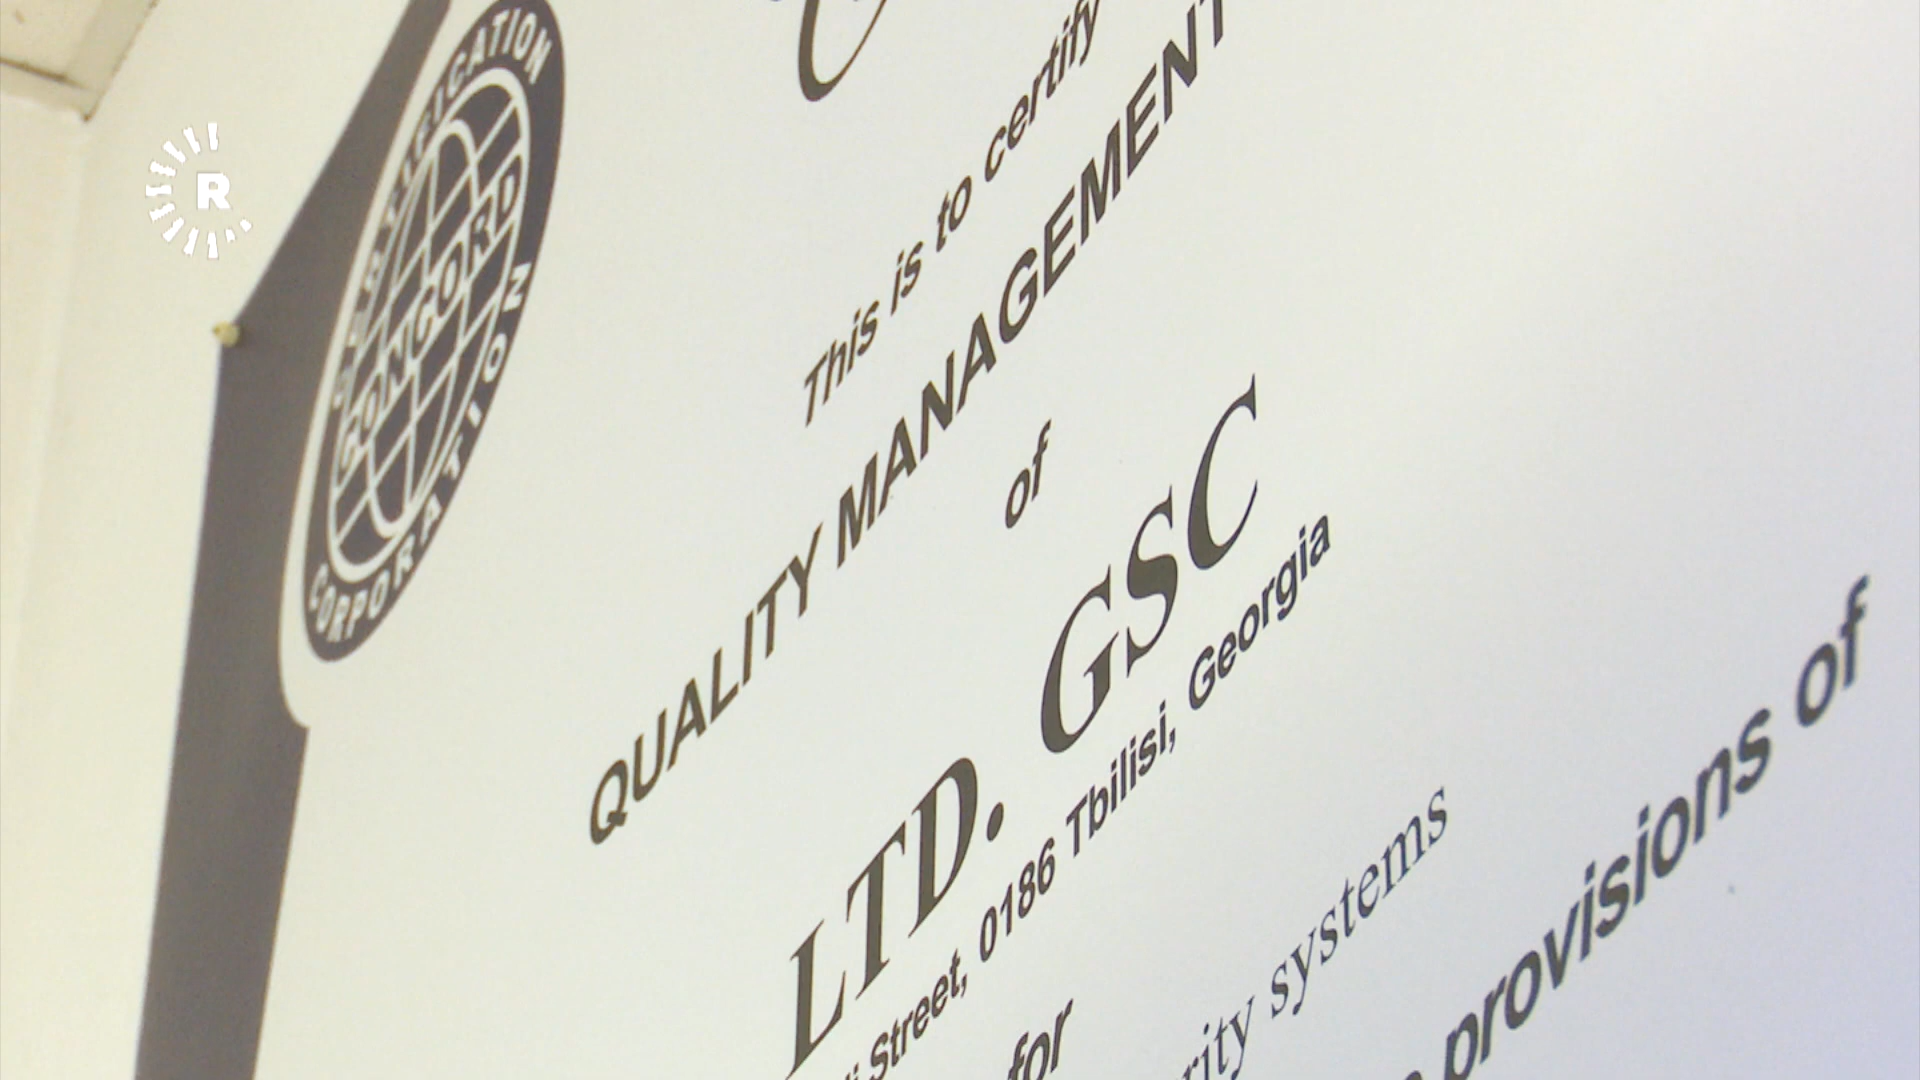 R
CERTIFICATION
CONCORD
CORPORATION
This is to certify
QUALITY MANAGEMENT
of
LTD. GSC
Street, 0186 Tbilisi, Georgia
for
systems
provisions of